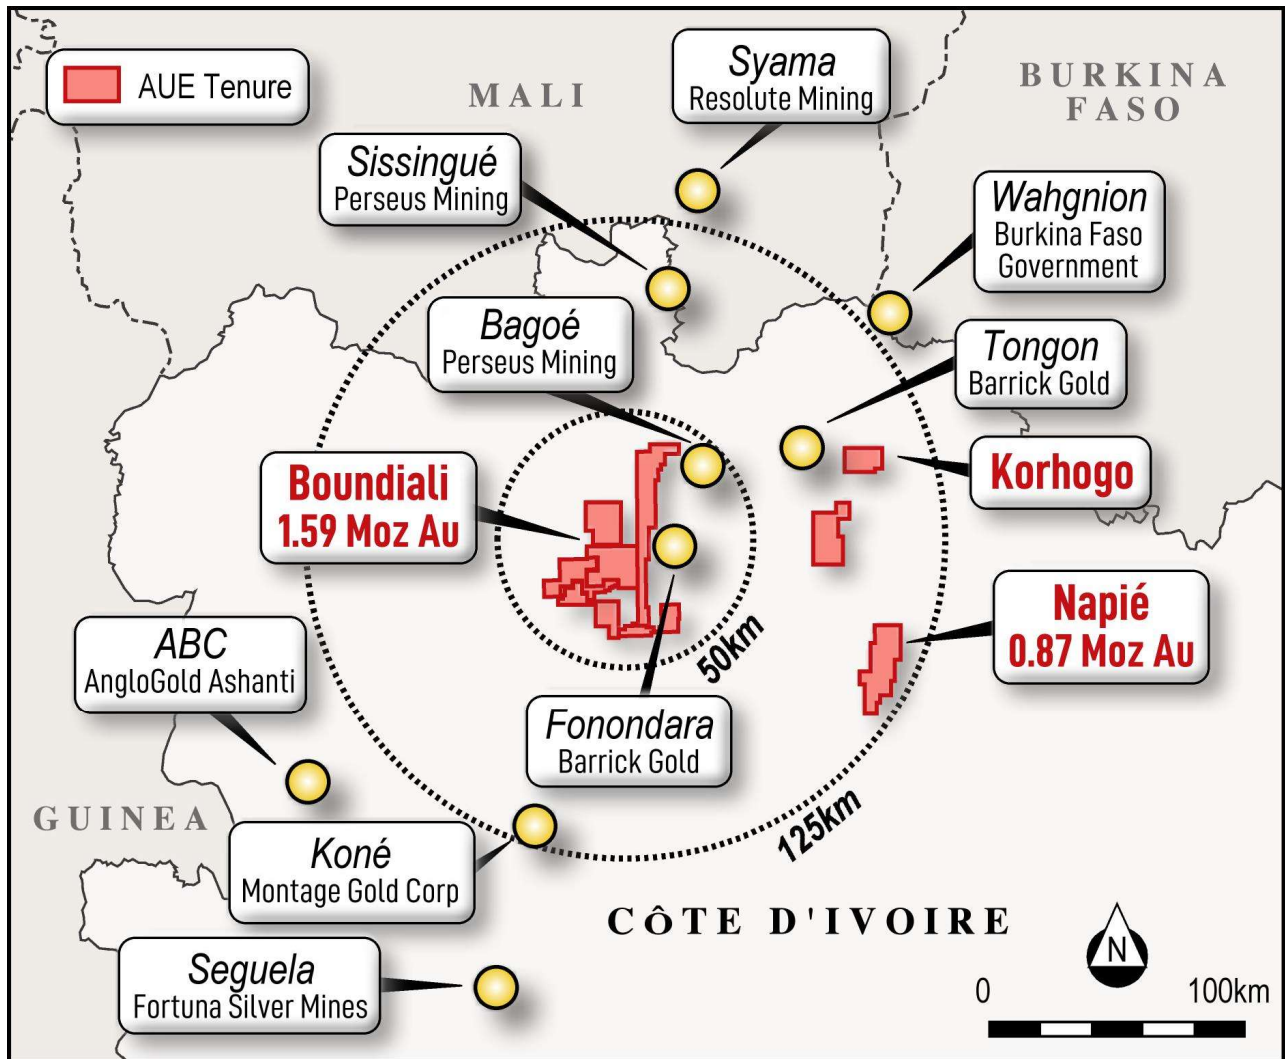 AUE Tenure
MALI
BURKINA
FASO
Syama
Resolute Mining
Sissingué
Perseus Mining
Wahgnion
Burkina Faso
Government
Bagoé
Perseus Mining
Tongon
Barrick Gold
Boundiali
1.59 Moz Au
Korhogo
Napié
0.87 Moz Au
50km
ABC
AngloGold Ashanti
Fonondara
Barrick Gold
125km
GUINEA
Koné
Montage Gold Corp
CÔTE D'IVOIRE
N
Seguela
Fortuna Silver Mines
0 100km